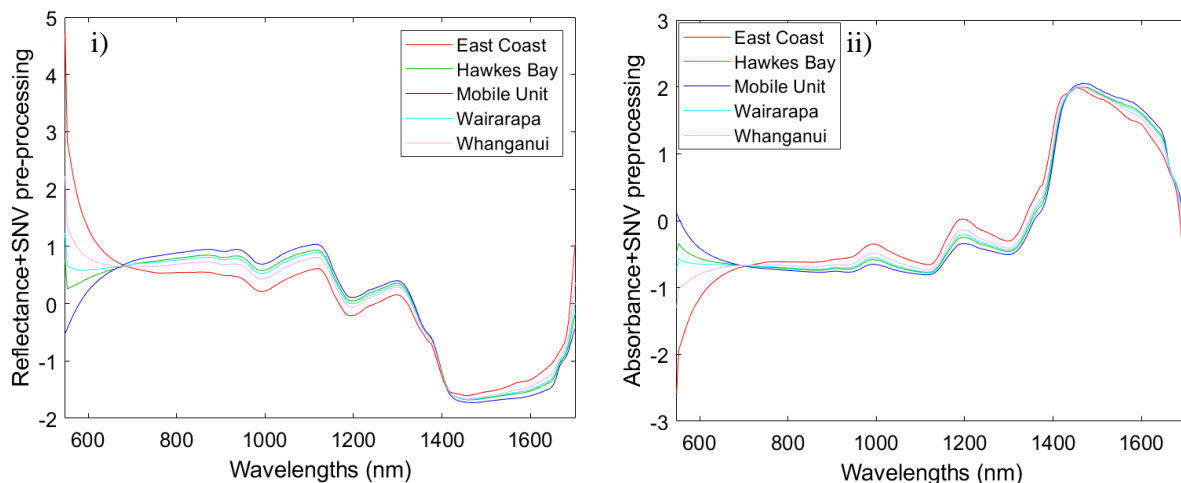 i)
Reflectance+SNV pre-processing
5
4
3
2
1
0
-1
-2
East Coast
Hawkes Bay
Mobile Unit
Wairarapa
Whanganui
600 800 1000 1200 1400 1600
Wavelengths (nm)
ii)
Absorbance+SNV preprocessing
3
2
1
0
-1
-2
-3
East Coast
Hawkes Bay
Mobile Unit
Wairarapa
Whanganui
600 800 1000 1200 1400 1600
Wavelengths (nm)